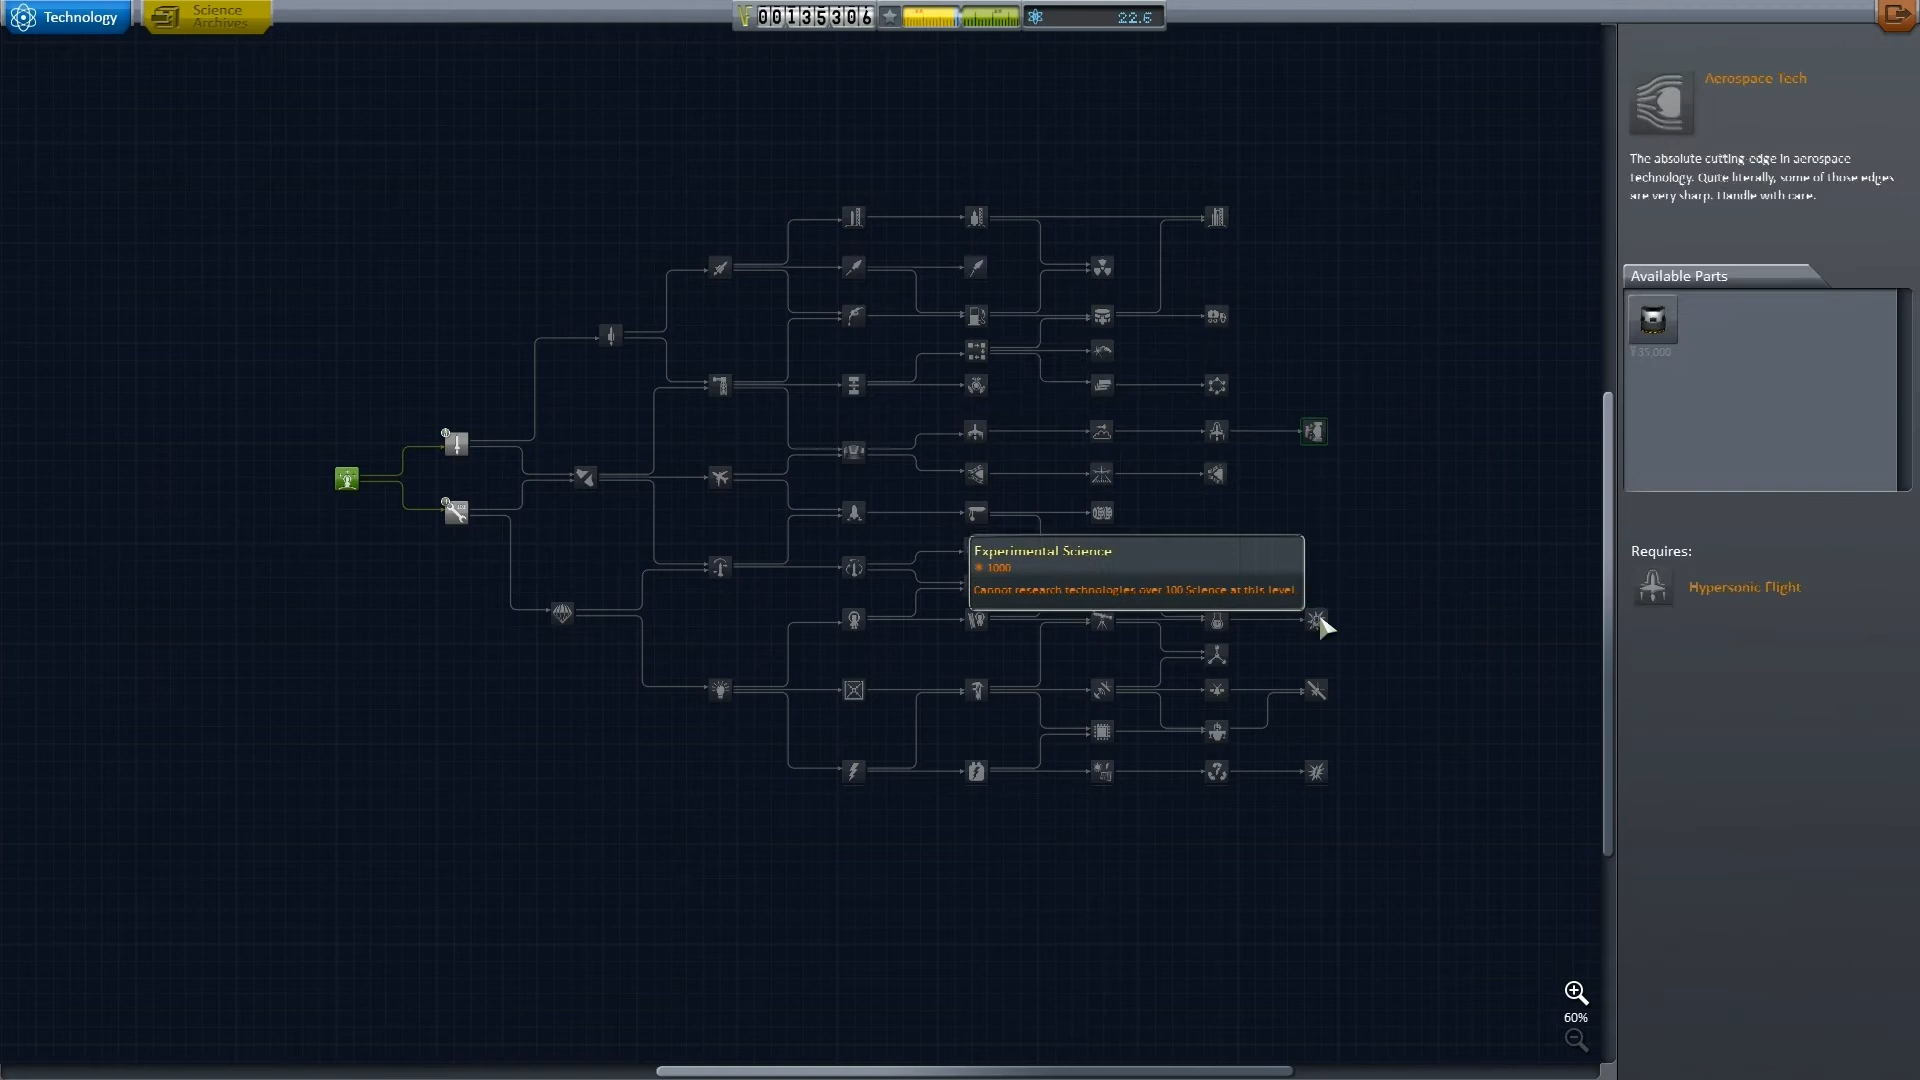 Technology
Science
Archives
00135306
22.6
Aerospace Tech
The absolute cutting-edge in aerospace
technology. Quite literally, some of those edges
are very sharp. Handle with care.
Available Parts
35,000
Experimental Science
1000
Cannot research technologies over 100 Science at this level.
Requires:
Hypersonic Flight
60%